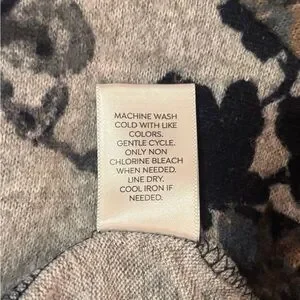 MACHINE WASH
COLD WITH LIKE
COLORS.
GENTLE CYCLE.
ONLY NON
CHLORINE BLEACH
WHEN NEEDED.
LINE DRY.
COOL IRON IF
NEEDED.